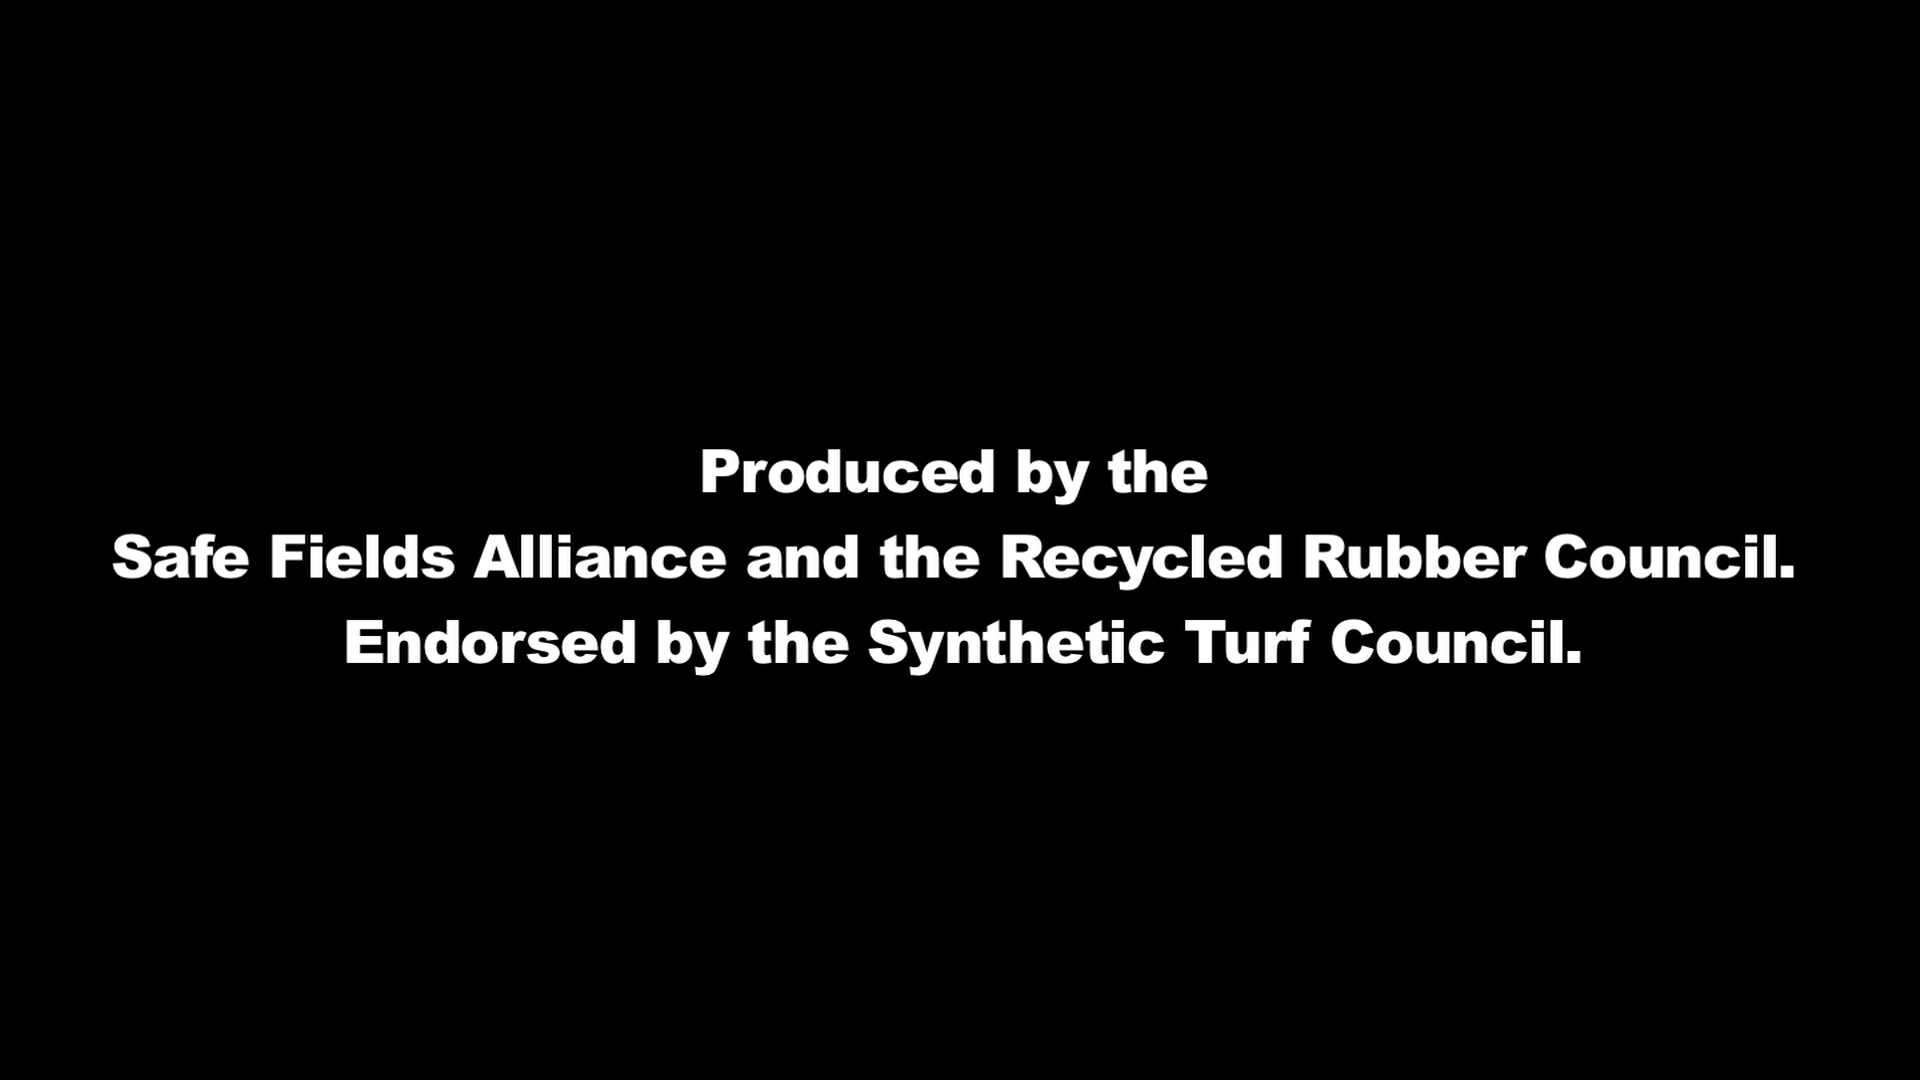 Produced by the
Safe Fields Alliance and the Recycled Rubber Council.
Endorsed by the Synthetic Turf Council.